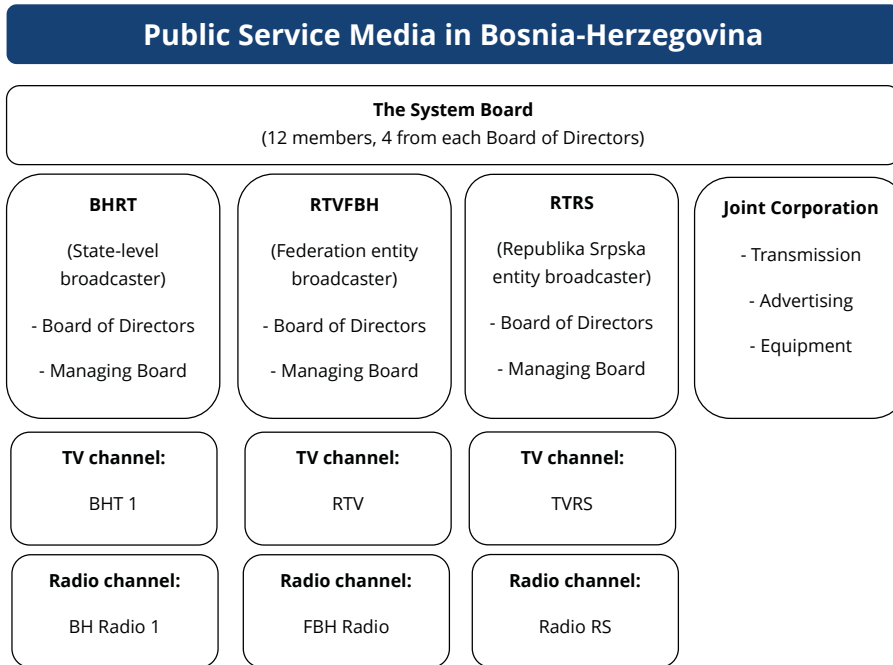 Public Service Media in Bosnia-Herzegovina
The System Board
(12 members, 4 from each Board of Directors)
BHRT
(State-level
broadcaster)
- Board of Directors
- Managing Board
RTVFBH
(Federation entity
broadcaster)
- Board of Directors
- Managing Board
RTRS
(Republika Srpska
entity broadcaster)
- Board of Directors
- Managing Board
Joint Corporation
- Transmission
- Advertising
- Equipment
TV channel:
BHT 1
TV channel:
RTV
TV channel:
TVRS
Radio channel:
BH Radio 1
Radio channel:
FBH Radio
Radio channel:
Radio RS